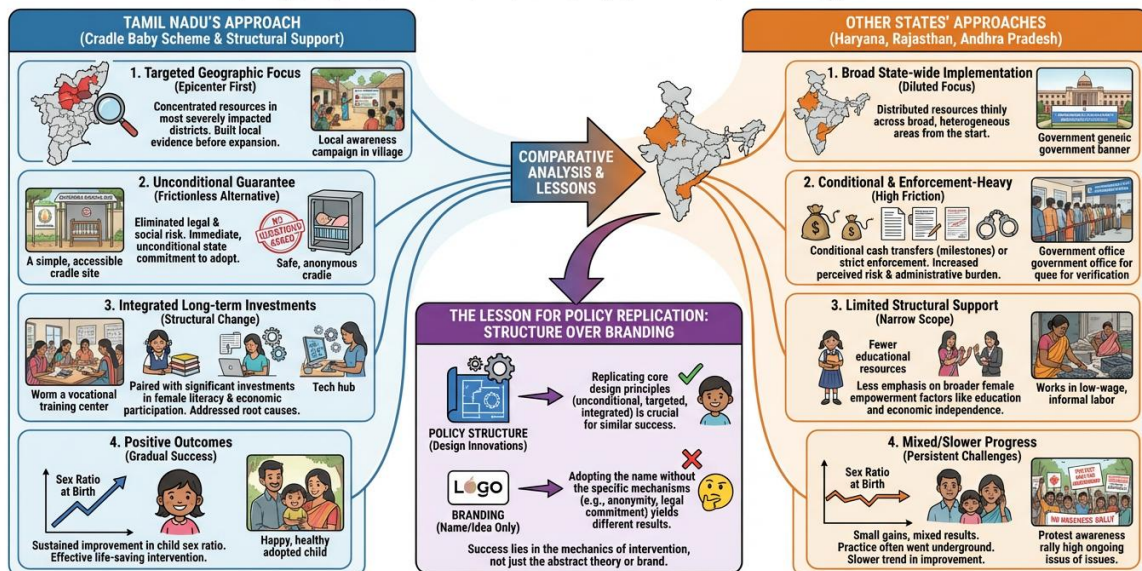 TAMIL NADU'S APPROACH
(Cradle Baby Scheme & Structural Support)
1. Targeted Geographic Focus
(Epicenter First)
Concentrated resources in
most severely impacted
districts. Built local
evidence before expansion.
Local awareness
campaign in village
2. Unconditional Guarantee
(Frictionless Alternative)
Eliminated legal &
social risk. Immediate,
unconditional state
commitment to adopt.
A simple, accessible
cradle site
NO
QUESTIONS
ASKED
Safe, anonymous
cradle
3. Integrated Long-term Investments
(Structural Change)
Worm a vocational
training center
Paired with significant investments
in female literacy & economic
participation. Addressed root causes.
Tech hub
4. Positive Outcomes
(Gradual Success)
Sex Ratio
at Birth
Sustained improvement in child sex ratio.
Effective life-saving intervention.
Happy, healthy
adopted child
COMPARATIVE
ANALYSIS &
LESSONS
THE LESSON FOR POLICY REPLICATION:
STRUCTURE OVER BRANDING
POLICY STRUCTURE
(Design Innovations)
Replicating core
design principles
(unconditional, targeted,
integrated) is crucial
for similar success.
LOGO
BRANDING
(Name/Idea Only)
Adopting the name without
the specific mechanisms
(e.g., anonymity, legal
commitment) yields
different results.
Success lies in the mechanics of intervention,
not just the abstract theory or brand.
OTHER STATES' APPROACHES
(Haryana, Rajasthan, Andhra Pradesh)
1. Broad State-wide Implementation
(Diluted Focus)
Distributed resources thinly
across broad, heterogeneous
areas from the start.
Government generic
government banner
2. Conditional & Enforcement-Heavy
(High Friction)
$
$
Conditional cash transfers (milestones) or
strict enforcement. Increased
perceived risk & administrative burden.
Government office
government office for
quee for verification
3. Limited Structural Support
(Narrow Scope)
Fewer
educational
resources
Less emphasis on broader female
empowerment factors like education
and economic independence.
Works in low-wage,
informal labor
4. Mixed/Slower Progress
(Persistent Challenges)
Sex Ratio
at Birth
Small gains, mixed results.
Practice often went underground.
Slower trend in improvement.
Protest awareness
rally high ongoing
issus of issues.